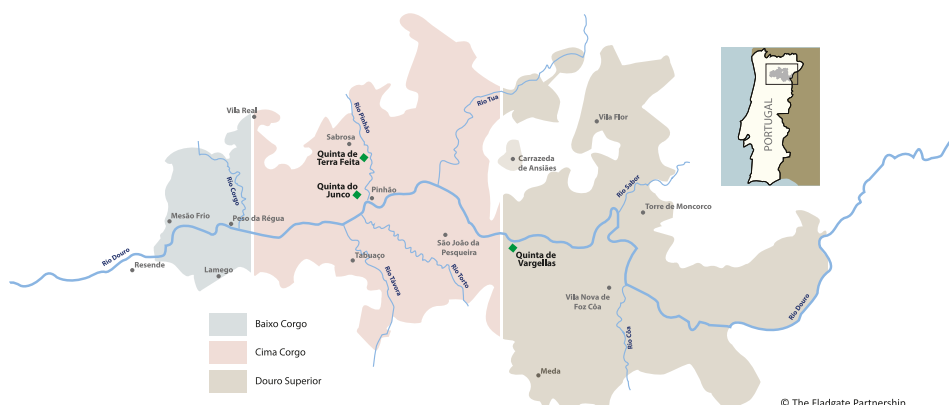 Vila Real
Rio Pinhão
Rio Tua
Vila Flor
PORTUGAL
Sabrosa
Quinta de
Terra Feita
Carrazeda
de Ansiães
Rio Corgo
Quinta do
Junco
Pinhão
Rio Sabor
Mesão Frio
Peso da Régua
Torre de Moncorco
São João da
Pesqueira
Rio Douro
Resende
Lamego
Tabuaço
Rio Távora
Rio Torto
Quinta de
Vargellas
Vila Nova de
Foz Côa
Rio Douro
Rio Côa
Baixo Corgo
Cima Corgo
Douro Superior
Meda
© The Fladgate Partnership